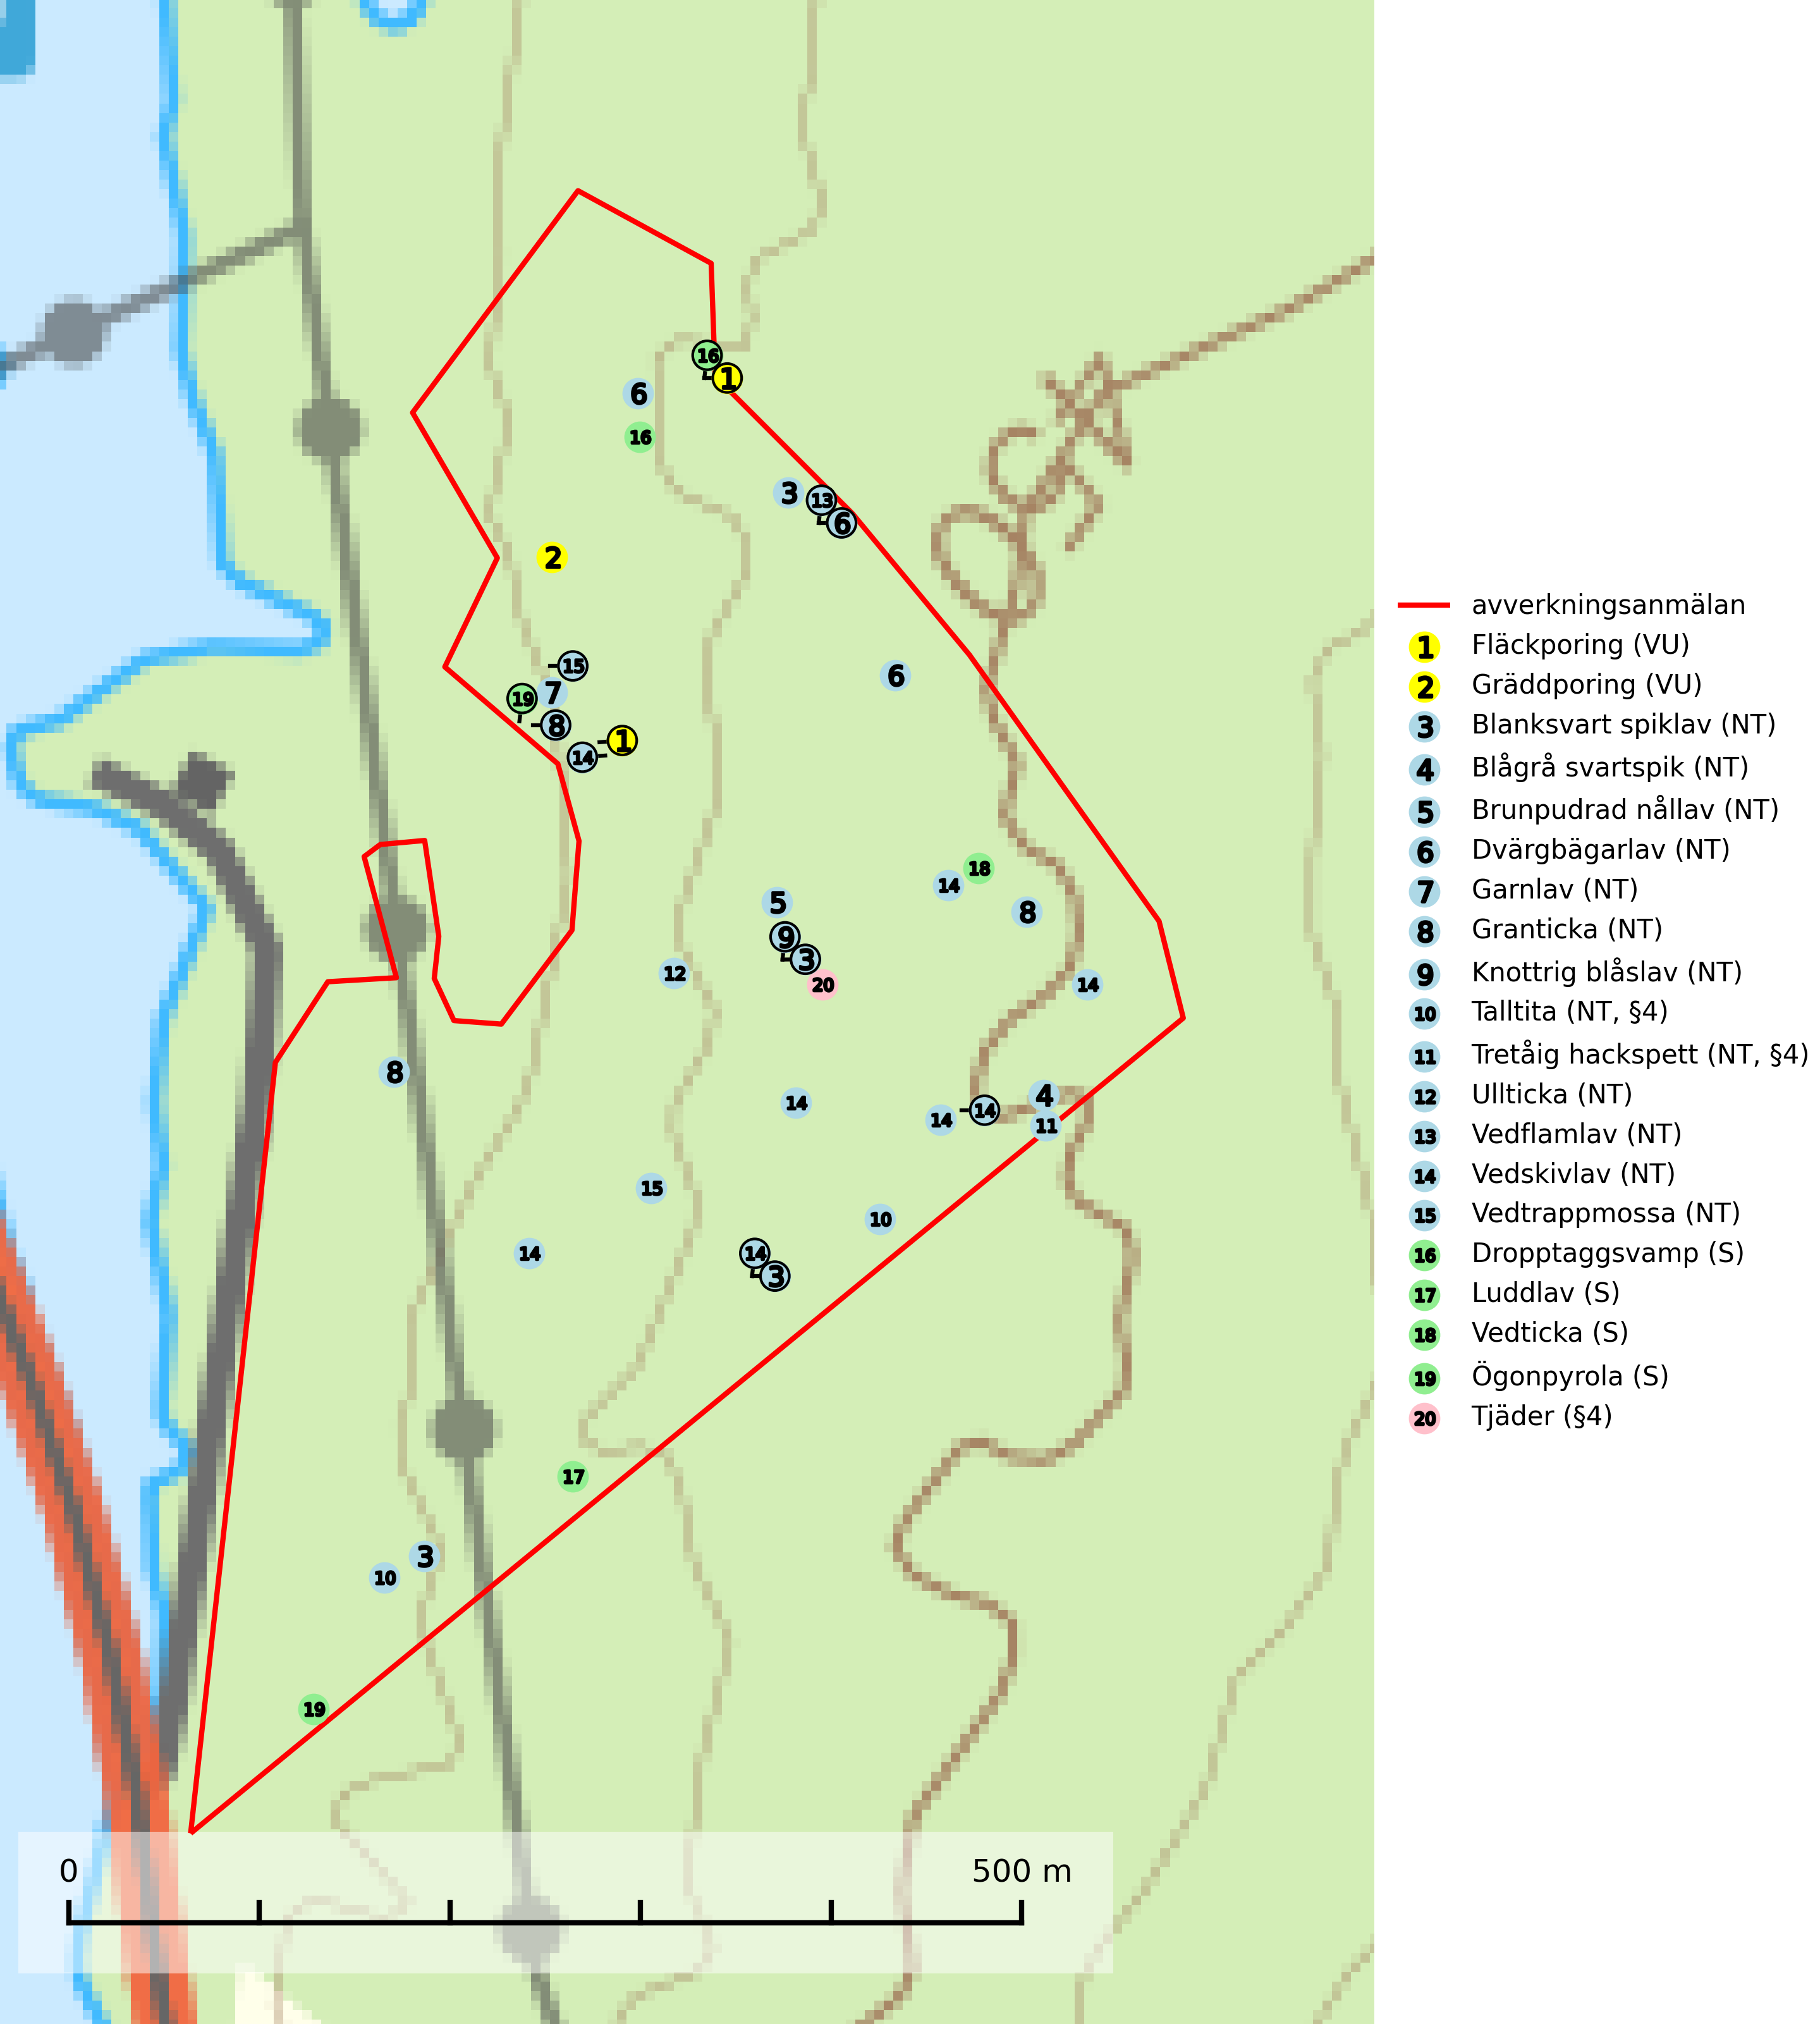 16
1
6
16
3
13
6
2
6
15
7
19
8
1
14
18
14
8
5
9
3
20
12
14
8
14
4
14
14
11
15
10
14
14
3
17
3
10
19
0
500 m
avverkningsanmälan
1 Fläckporing (VU)
2 Gräddporing (VU)
3 Blanksvart spiklav (NT)
4 Blågrå svartspik (NT)
5 Brunpudrad nållav (NT)
6 Dvärgbägarlav (NT)
7 Garnlav (NT)
8 Granticka (NT)
9 Knottrig blåslav (NT)
10 Talltita (NT, §4)
11 Tretåig hackspett (NT, §4)
12 Ullticka (NT)
13 Vedflamlav (NT)
14 Vedskivlav (NT)
15 Vedtrappmossa (NT)
16 Dropptaggsvamp (S)
17 Luddlav (S)
18 Vedticka (S)
19 Ögonpyrola (S)
20 Tjäder (§4)